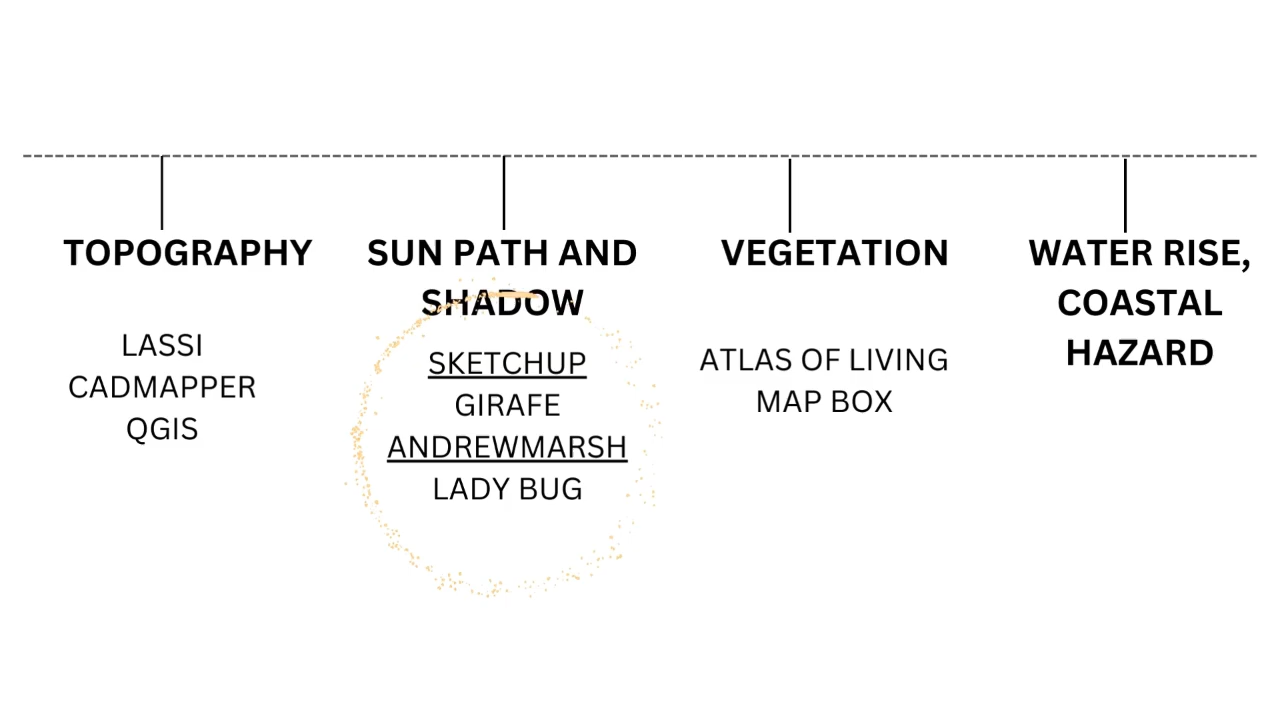 TOPOGRAPHY
LASSI
CADMAPPER
QGIS
SUN PATH AND
SHADOW
SKETCHUP
GIRAFE
ANDREWMARSH
LADY BUG
VEGETATION
ATLAS OF LIVING
MAP BOX
WATER RISE,
COASTAL
HAZARD